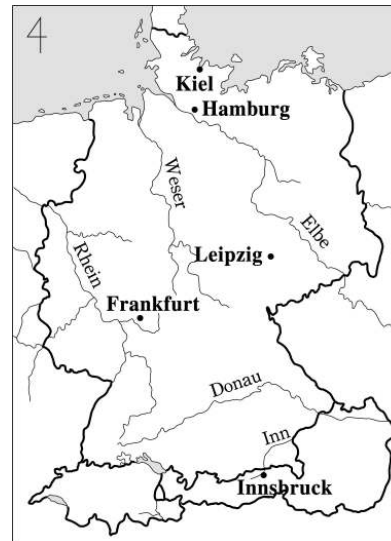 4
Kiel
Hamburg
Weser
Elbe
Leipzig
Rhein
Frankfurt
Donau
Inn
Innsbruck